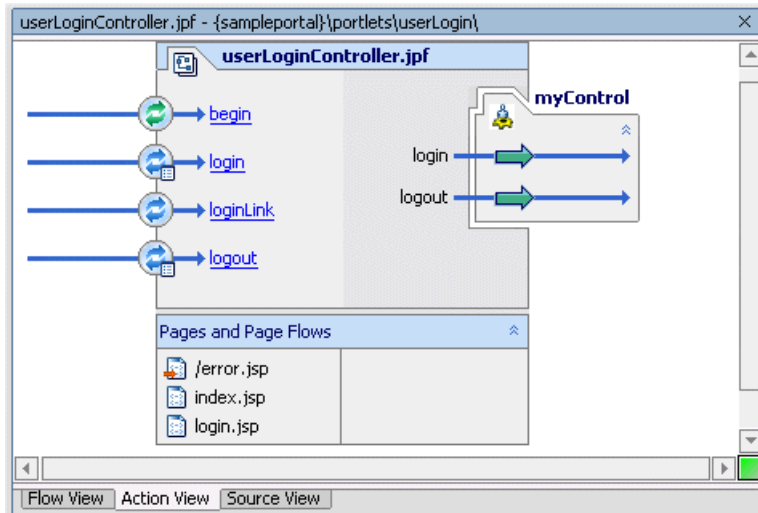 userLoginController.jpf - {sampleportal}\portlets\userLogin\
userLoginController.jpf
myControl
begin
login
login
loginLink
logout
logout
Pages and Page Flows
/error.jsp
index.jsp
login.jsp
Flow View Action View Source View